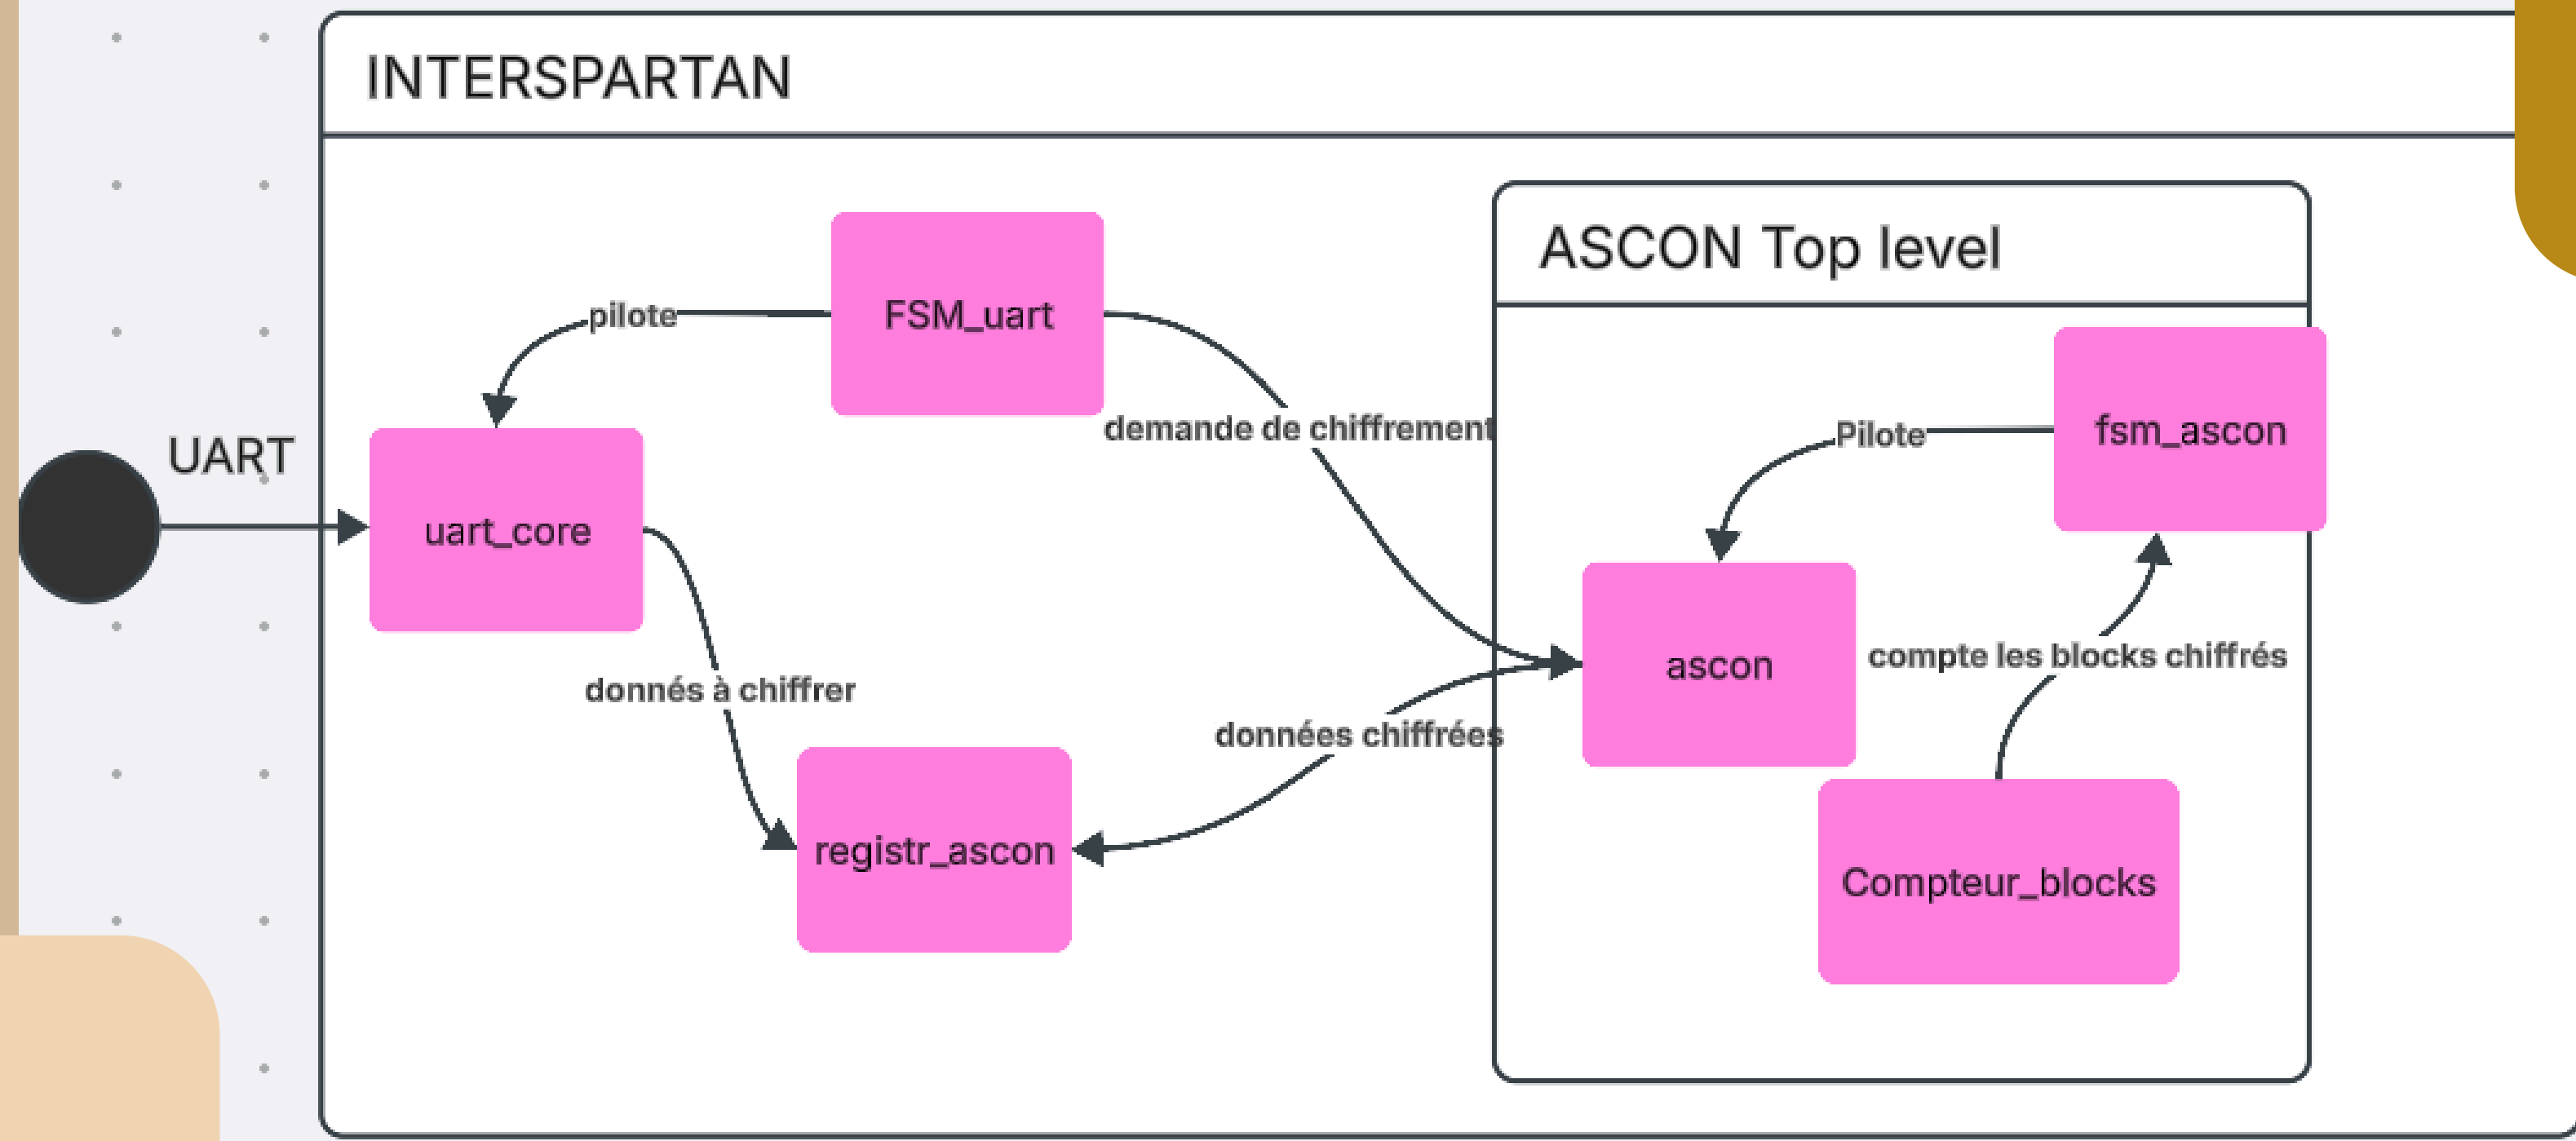 INTERSPARTAN
ASCON Top level
FSM_uart
pilote
fsm_ascon
Pilote
demande de chiffrement
UART
uart_core
compte les blocks chiffrés
ascon
donnés à chiffrer
données chiffrées
registr_ascon
Compteur_blocks